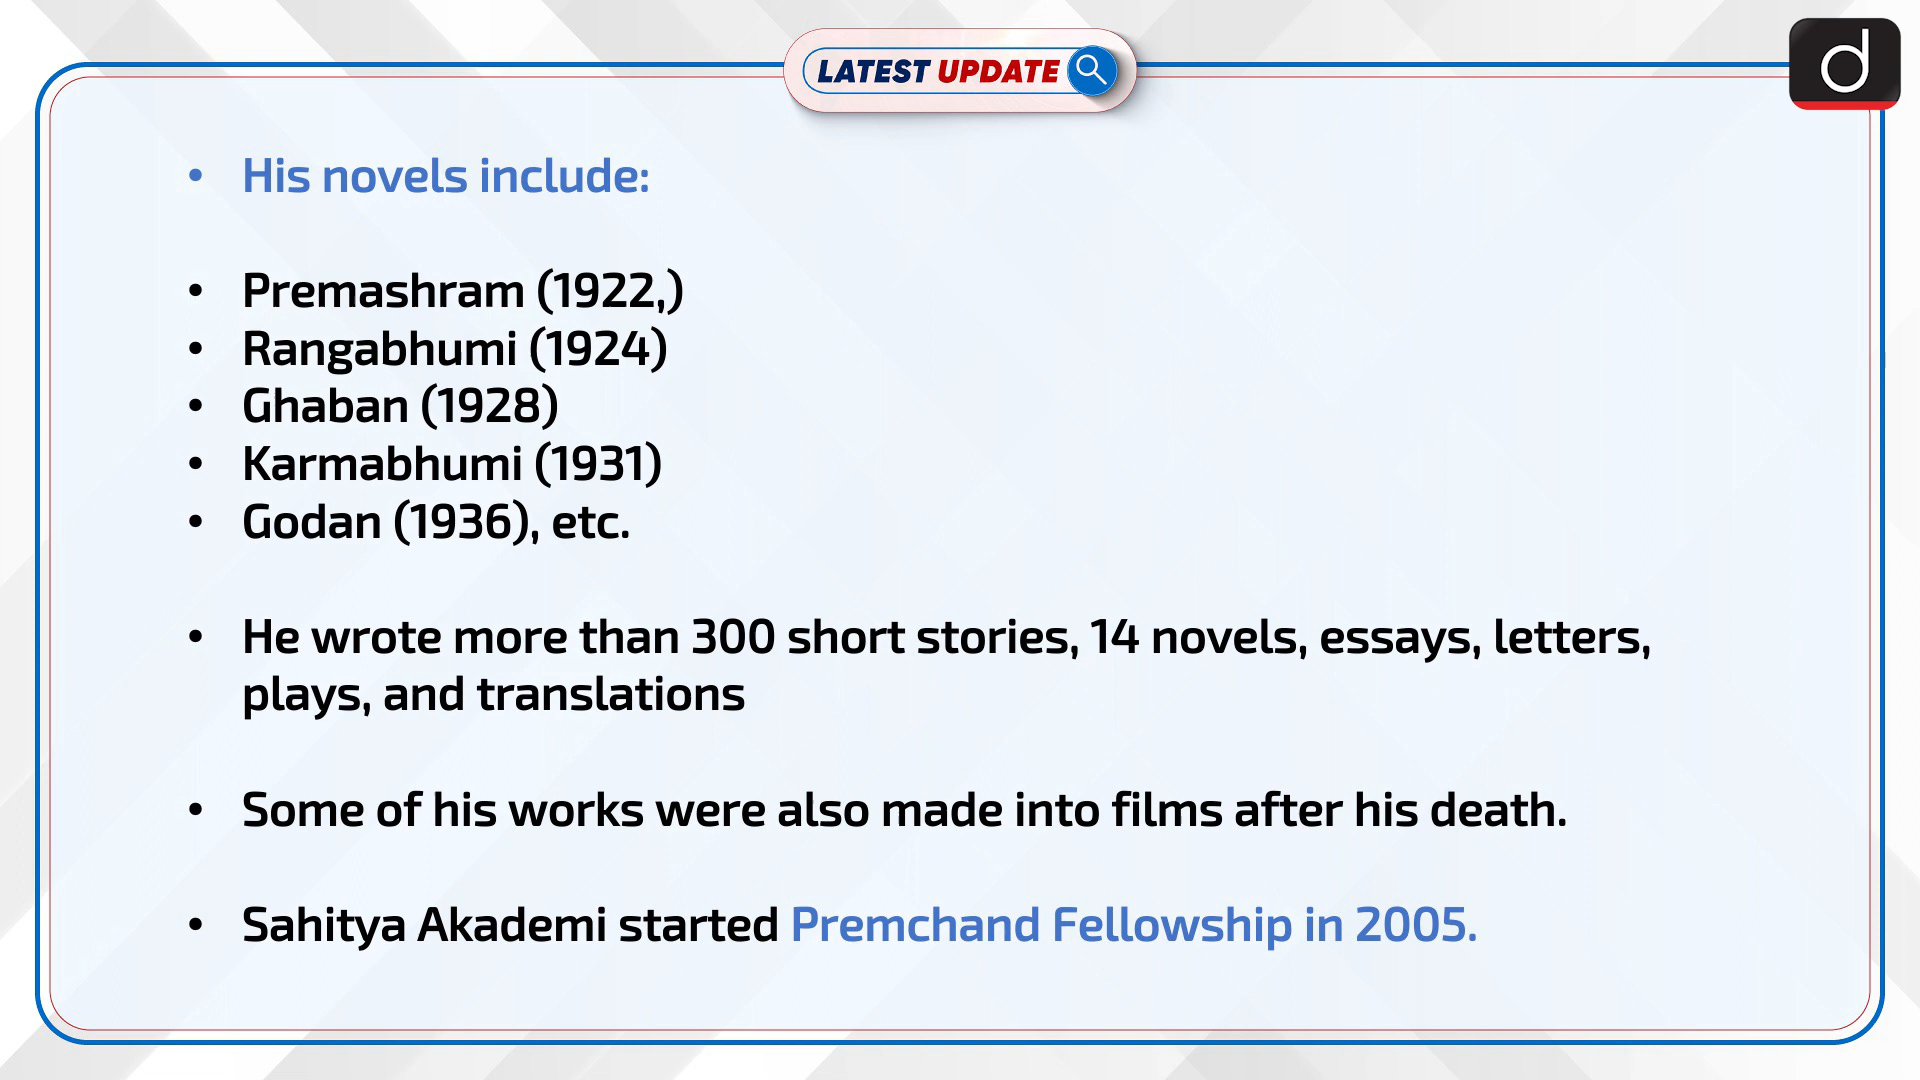 LATEST UPDATE
d
• His novels include:
• Premashram (1922,)
• Rangabhumi (1924)
• Ghaban (1928)
• Karmabhumi (1931)
• Godan (1936), etc.
• He wrote more than 300 short stories, 14 novels, essays, letters,
plays, and translations
• Some of his works were also made into films after his death.
• Sahitya Akademi started Premchand Fellowship in 2005.